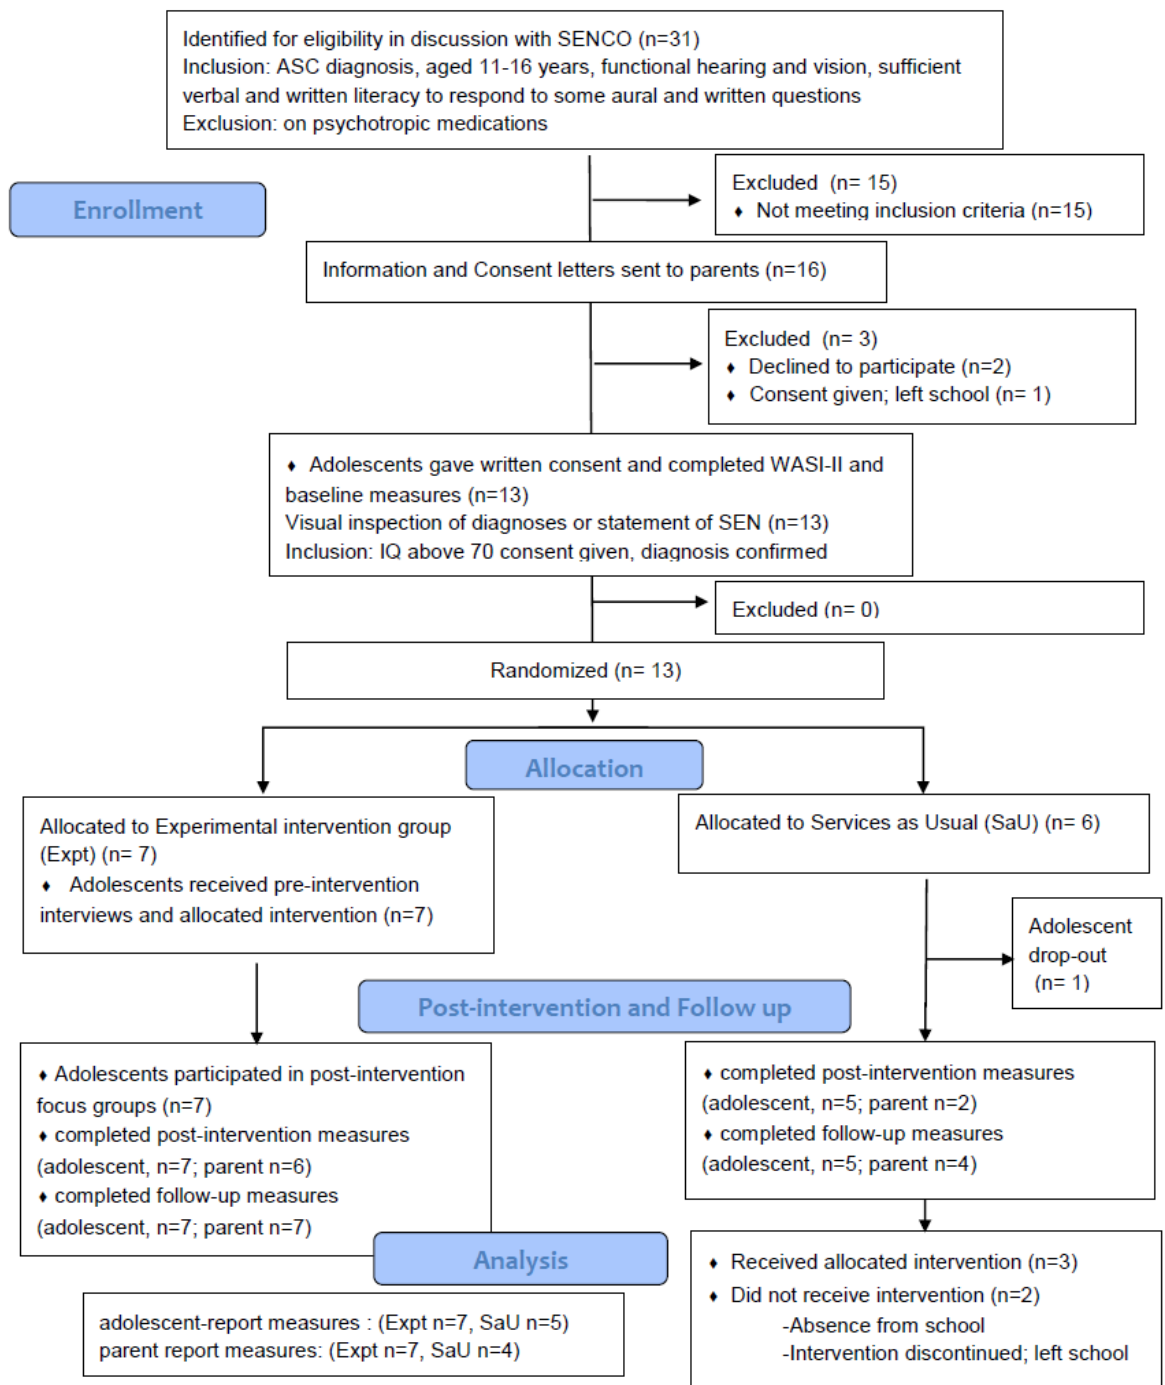 Identified for eligibility in discussion with SENCO (n=31)
Inclusion: ASC diagnosis, aged 11-16 years, functional hearing and vision, sufficient
verbal and written literacy to respond to some aural and written questions
Exclusion: on psychotropic medications
Enrollment
Excluded (n= 15)
♦ Not meeting inclusion criteria (n=15)
Information and Consent letters sent to parents (n=16)
Excluded (n= 3)
♦ Declined to participate (n=2)
♦ Consent given; left school (n= 1)
♦ Adolescents gave written consent and completed WASI-II and
baseline measures (n=13)
Visual inspection of diagnoses or statement of SEN (n=13)
Inclusion: IQ above 70 consent given, diagnosis confirmed
Excluded (n= 0)
Randomized (n= 13)
Allocation
Allocated to Experimental intervention group
(Expt) (n= 7)
♦ Adolescents received pre-intervention
interviews and allocated intervention (n=7)
Allocated to Services as Usual (SaU) (n= 6)
Adolescent
drop-out
(n= 1)
Post-intervention and Follow up
♦ Adolescents participated in post-intervention
focus groups (n=7)
♦ completed post-intervention measures
(adolescent, n=7; parent n=6)
♦ completed follow-up measures
(adolescent, n=7; parent n=7)
♦ completed post-intervention measures
(adolescent, n=5; parent n=2)
♦ completed follow-up measures
(adolescent, n=5; parent n=4)
Analysis
adolescent-report measures : (Expt n=7, SaU n=5)
parent report measures: (Expt n=7, SaU n=4)
♦ Received allocated intervention (n=3)
♦ Did not receive intervention (n=2)
-Absence from school
-Intervention discontinued; left school